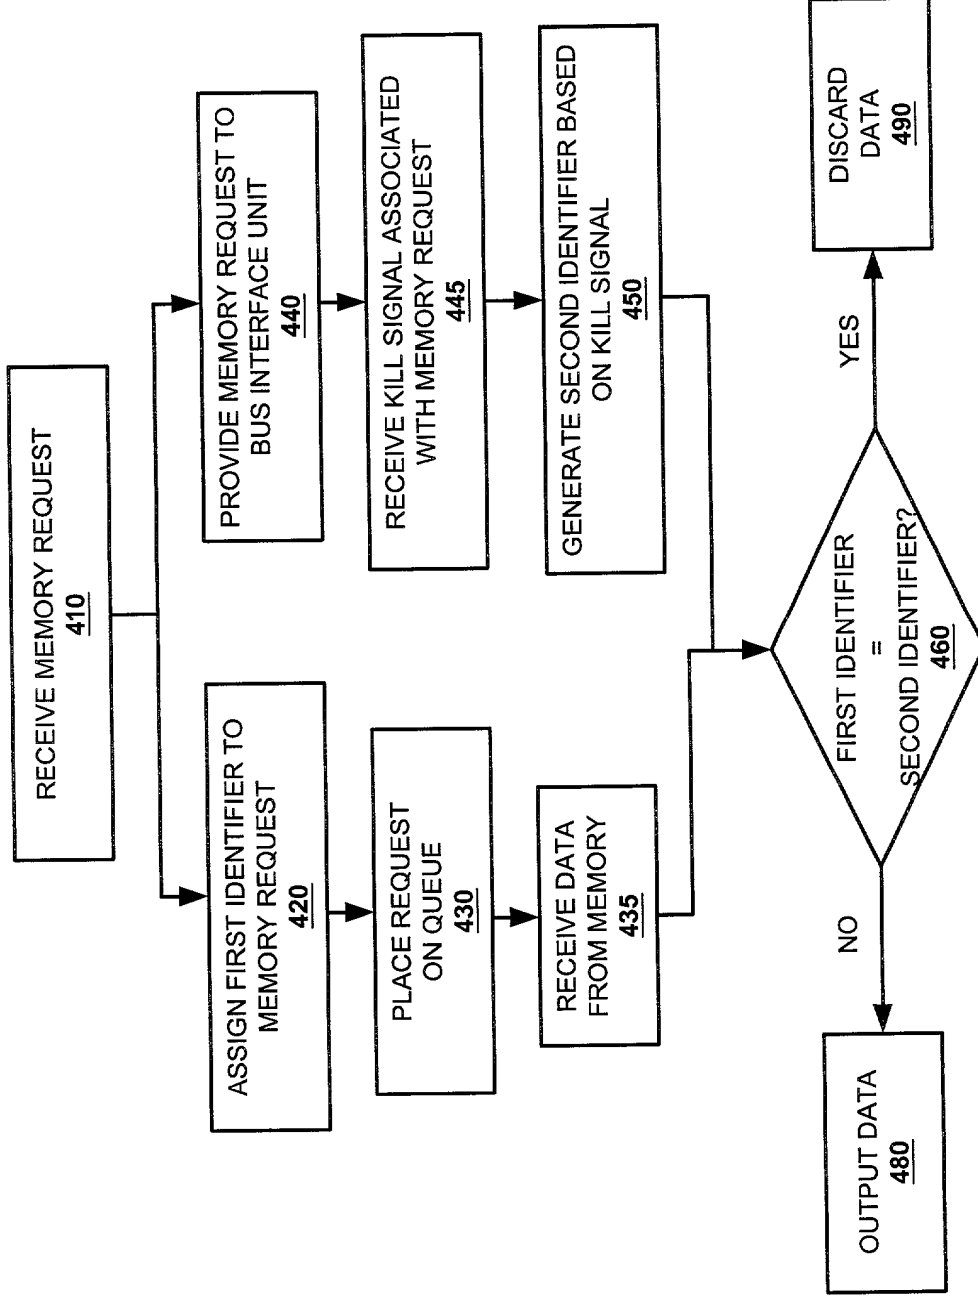 RECEIVE MEMORY REQUEST
410
ASSIGN FIRST IDENTIFIER TO
MEMORY REQUEST
420
PLACE REQUEST
ON QUEUE
430
RECEIVE DATA
FROM MEMORY
435
PROVIDE MEMORY REQUEST TO
BUS INTERFACE UNIT
440
RECEIVE KILL SIGNAL ASSOCIATED
WITH MEMORY REQUEST
445
GENERATE SECOND IDENTIFIER BASED
ON KILL SIGNAL
450
FIRST IDENTIFIER
=
SECOND IDENTIFIER?
460
NO
YES
OUTPUT DATA
480
DISCARD
DATA
490